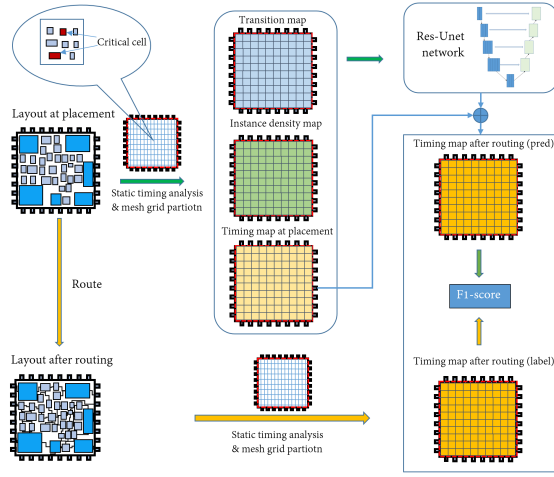 Critical cell
Layout at placement
Static timing analysis
& mesh grid partiotn
Transition map
Instance density map
Timing map at placement
Res-Unet
network
Timing map after routing (pred)
F1-score
Timing map after routing (label)
Route
Layout after routing
Static timing analysis
& mesh grid partiotn